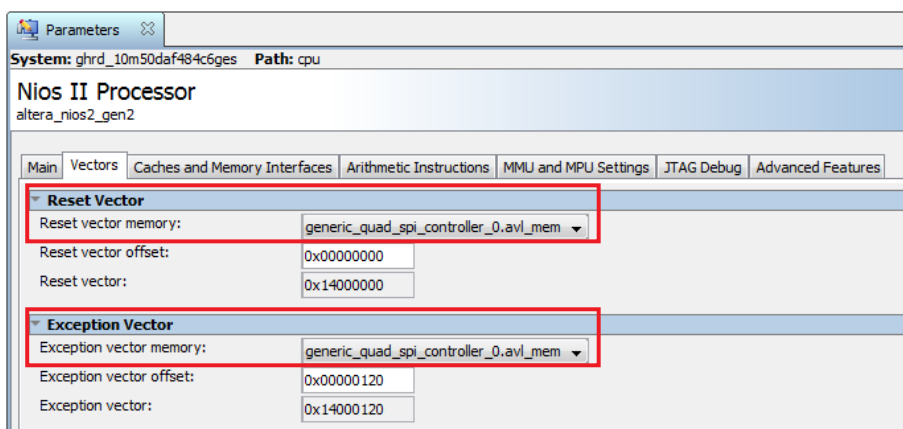 Parameters
System: ghrd_10m50daf484c6ges Path: cpu
Nios II Processor
altera_nios2_gen2
Main Vectors Caches and Memory Interfaces Arithmetic Instructions MMU and MPU Settings JTAG Debug Advanced Features
Reset Vector
Reset vector memory: generic_quad_spi_controller_0.avl_mem
Reset vector offset: 0x00000000
Reset vector: 0x14000000
Exception Vector
Exception vector memory: generic_quad_spi_controller_0.avl_mem
Exception vector offset: 0x00000120
Exception vector: 0x14000120